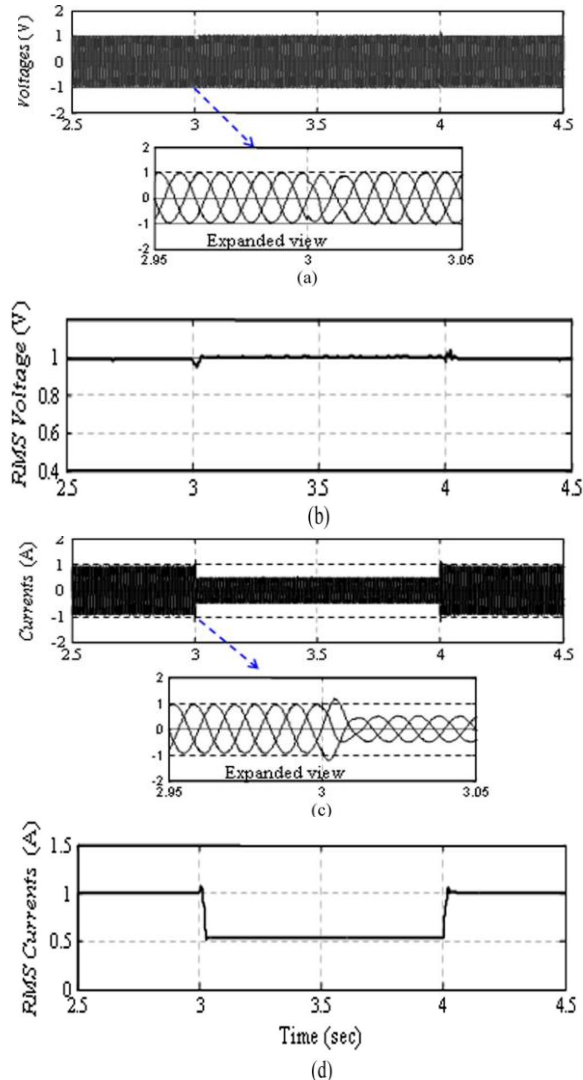 Voltages (V)
2
1
0
-1
-2
2.5 3 3.5 4 4.5
2
1
0
-1
-2
Expanded view
2.95 3 3.05
(a)
RMS Voltage (V)
1
0.8
0.6
0.4
2.5 3 3.5 4 4.5
(b)
Currents (A)
2
1
0
-1
-2
2.5 3 3.5 4 4.5
2
1
0
-1
-2
Expanded view
2.95 3 3.05
(c)
RMS Currents (A)
1.5
1
0.5
0
2.5 3 3.5 4 4.5
Time (sec)
(d)